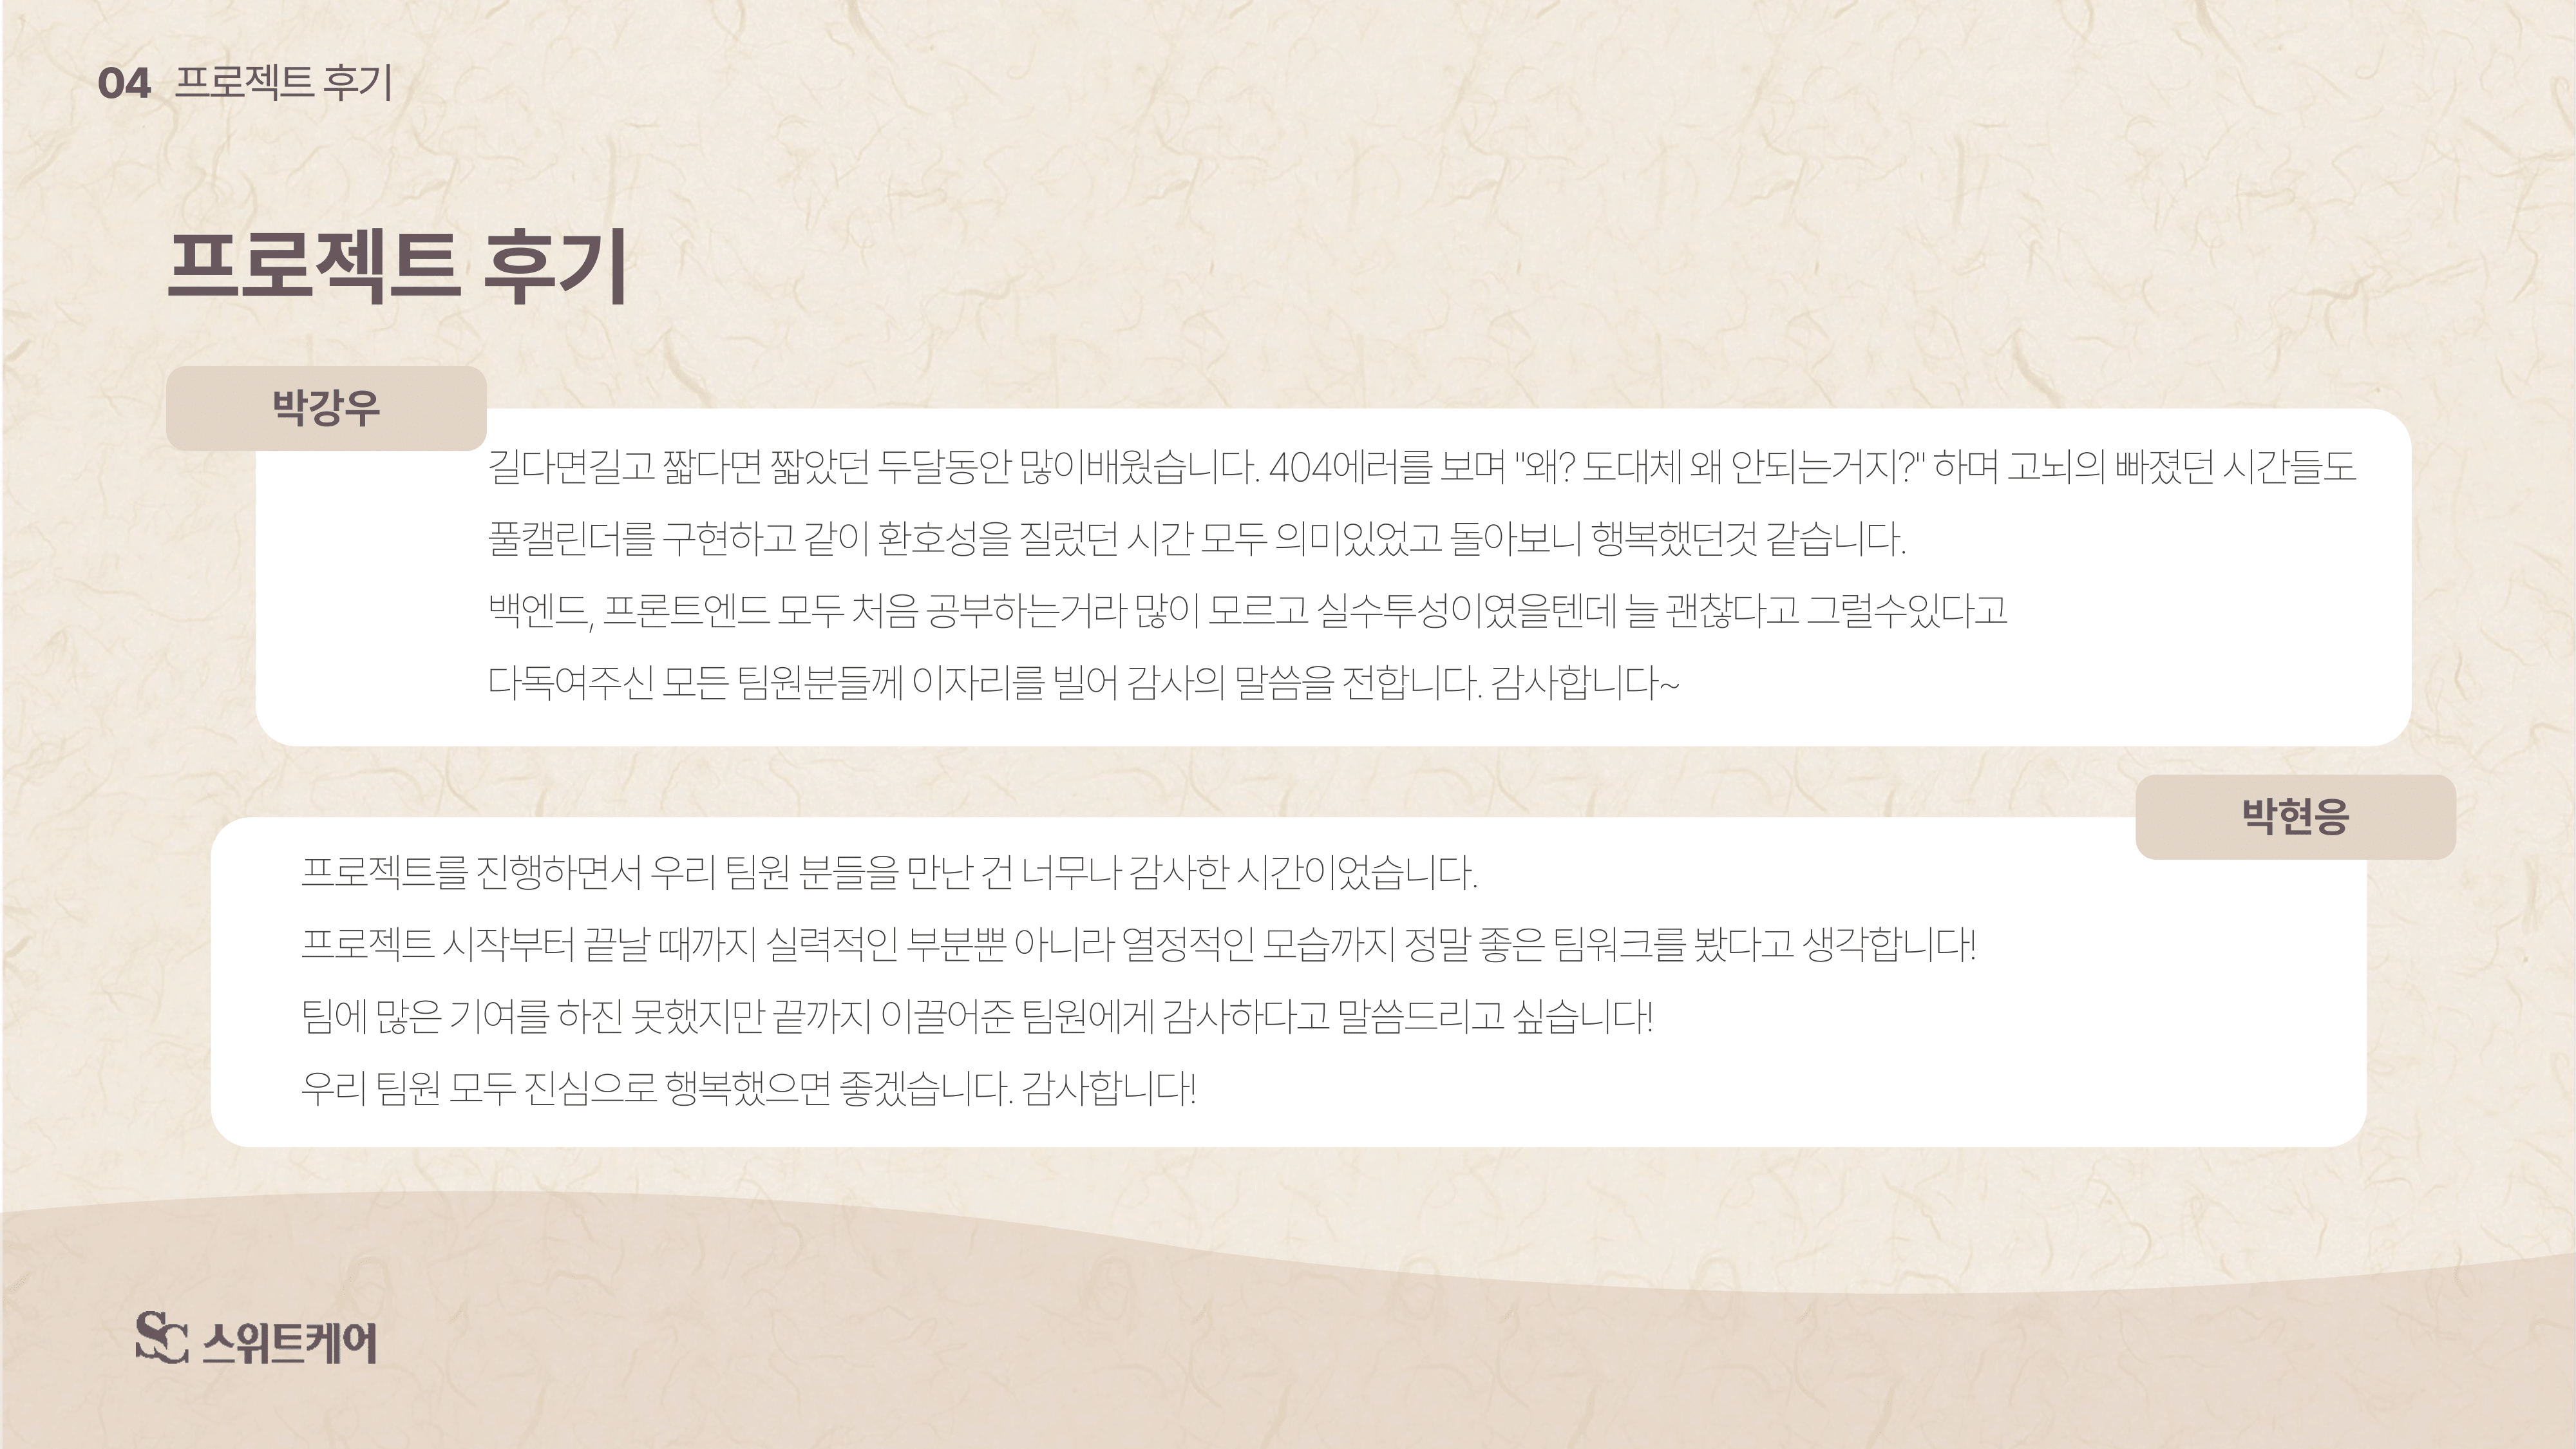 04 프로젝트 후기
프로젝트 후기
박강우
길다면길고 짧다면 짧았던 두달동안 많이배웠습니다. 404에러를 보며 "왜? 도대체 왜 안되는거지?" 하며 고뇌의 빠졌던 시간들도
풀캘린더를 구현하고 같이 환호성을 질렀던 시간 모두 의미있었고 돌아보니 행복했던것 같습니다.
백엔드, 프론트엔드 모두 처음 공부하는거라 많이 모르고 실수투성이였을텐데 늘 괜찮다고 그럴수있다고
다독여주신 모든 팀원분들께 이자리를 빌어 감사의 말씀을 전합니다. 감사합니다~
박현응
프로젝트를 진행하면서 우리 팀원 분들을 만난 건 너무나 감사한 시간이었습니다.
프로젝트 시작부터 끝날 때까지 실력적인 부분뿐 아니라 열정적인 모습까지 정말 좋은 팀워크를 봤다고 생각합니다!
팀에 많은 기여를 하진 못했지만 끝까지 이끌어준 팀원에게 감사하다고 말씀드리고 싶습니다!
우리 팀원 모두 진심으로 행복했으면 좋겠습니다. 감사합니다!
SC 스위트케어